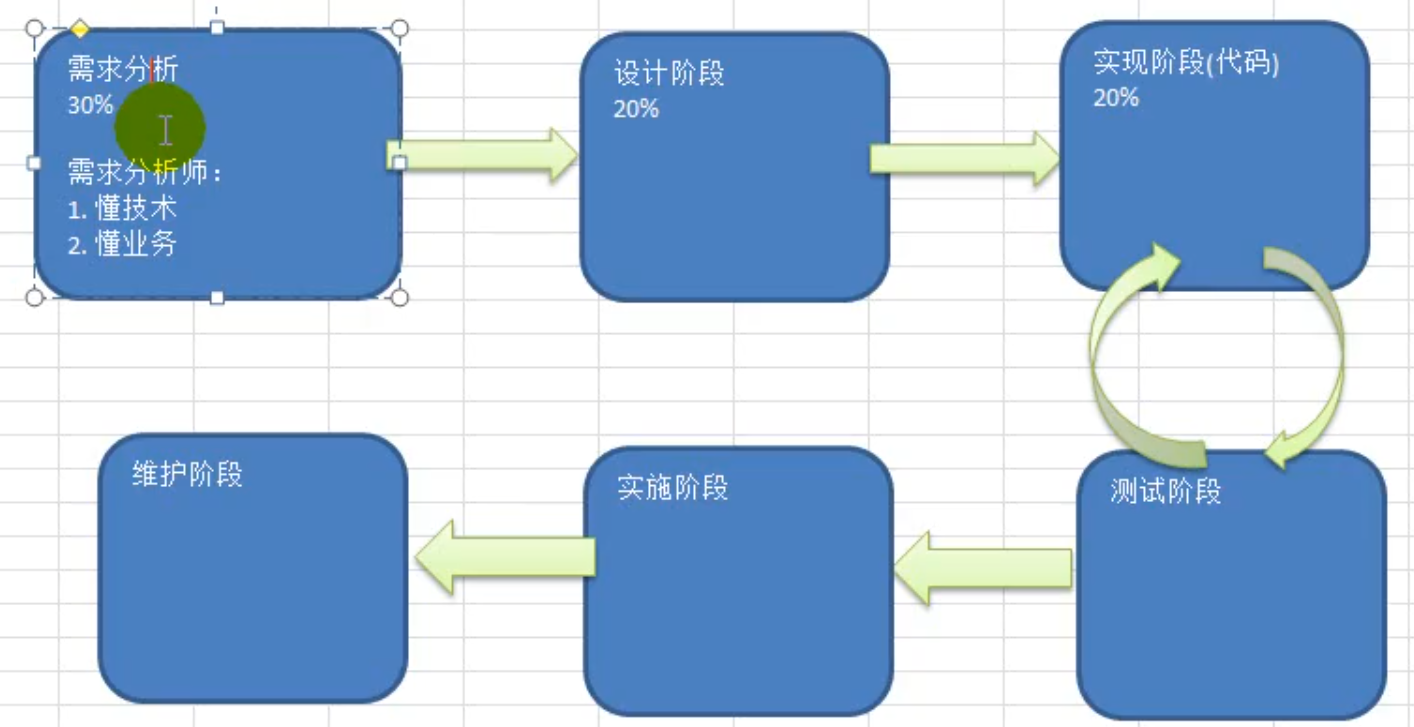 需求分析
30%
需求分析师：
1. 懂技术
2. 懂业务
设计阶段
20%
实现阶段(代码)
20%
维护阶段
实施阶段
测试阶段